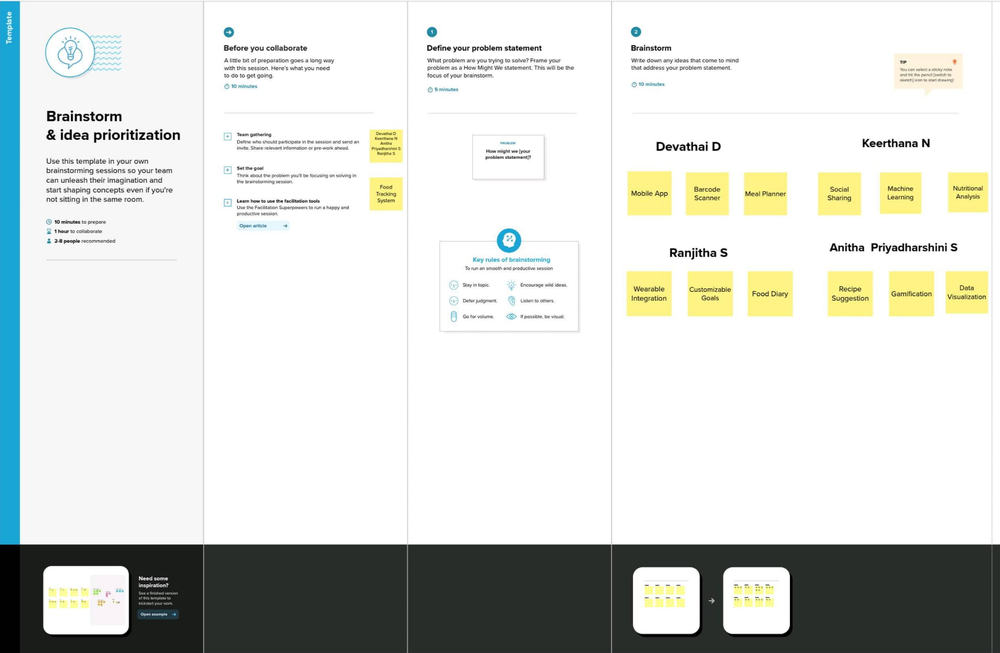 Template
Brainstorm
& idea prioritization
Use this template in your own
brainstorming sessions so your team
can unleash their imagination and
start shaping concepts even if you're
not sitting in the same room.
10 minutes to prepare
1 hour to collaborate
2-8 people recommended
Before you collaborate
A little bit of preparation goes a long way
with this session. Here's what you need
to do to get going.
10 minutes
A
Team gathering
Define who should participate in the session and send an
invite. Share relevant information or pre-work ahead.
Devathai D
Keerthana N
Anitha
Priyadharshini S
Ranjitha S
B
Set the goal
Think about the problem you'll be focusing on solving in
the brainstorming session.
Food
Tracking
System
C
Learn how to use the facilitation tools
Use the Facilitation Superpowers to run a happy and
productive session.
Open article
1
Define your problem statement
What problem are you trying to solve? Frame your
problem as a How Might We statement. This will be the
focus of your brainstorm.
5 minutes
PROBLEM
How might we [your
problem statement]?
Key rules of brainstorming
To run an smooth and productive session
Stay in topic.
Encourage wild ideas.
Defer judgment.
Listen to others.
Go for volume.
If possible, be visual.
2
Brainstorm
Write down any ideas that come to mind
that address your problem statement.
10 minutes
TIP
You can select a sticky note
and hit the pencil [switch to
sketch] icon to start drawing!
Devathai D
Mobile App
Barcode
Scanner
Meal Planner
Keerthana N
Social
Sharing
Machine
Learning
Nutritional
Analysis
Ranjitha S
Wearable
Integration
Customizable
Goals
Food Diary
Anitha Priyadharshini S
Recipe
Suggestion
Gamification
Data
Visualization
Need some
inspiration?
See a finished version
of this template to
kickstart your work.
Open example